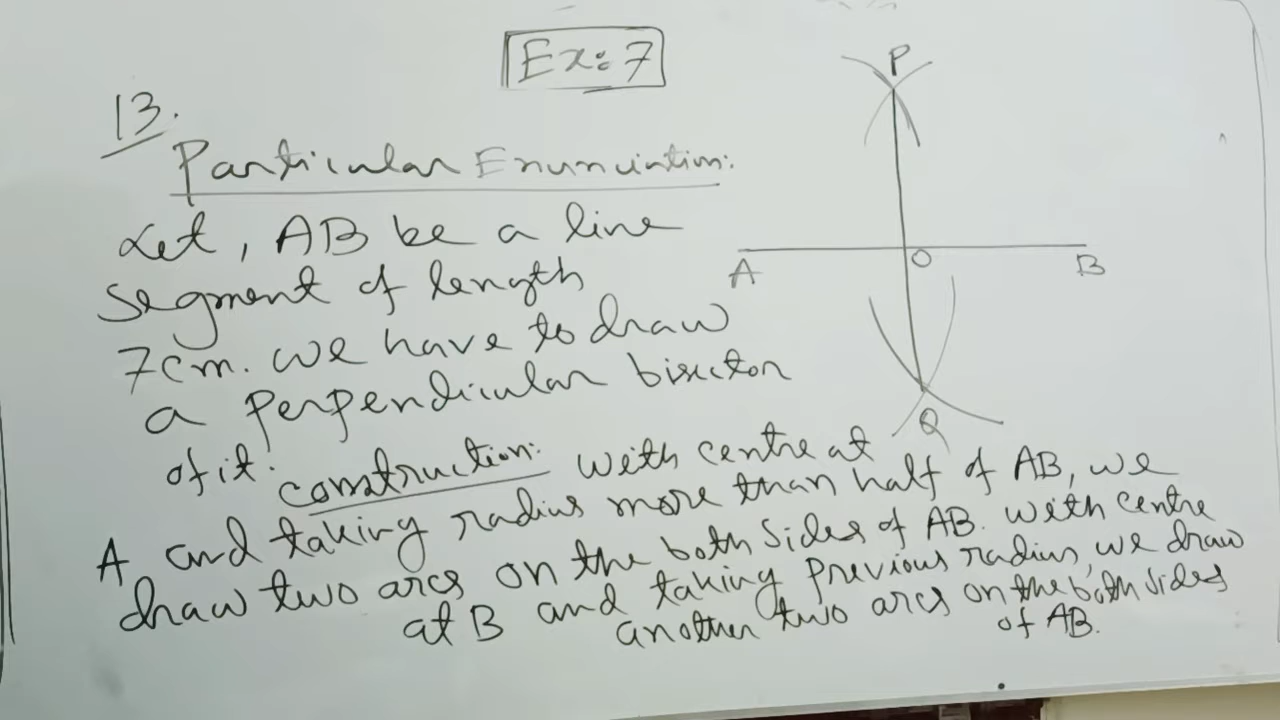 Ex: 7
13.
Particular Enunciation:
Let, AB be a line
segment of length
7cm. we have to draw
a perpendicular bisector
of it.
construction: with centre at
A and taking radius more than half of AB, we
draw two arcs on the both sides of AB. with centre
at B and taking previous radius, we draw
another two arcs on the both sides
of AB.
P
A
O
B
Q